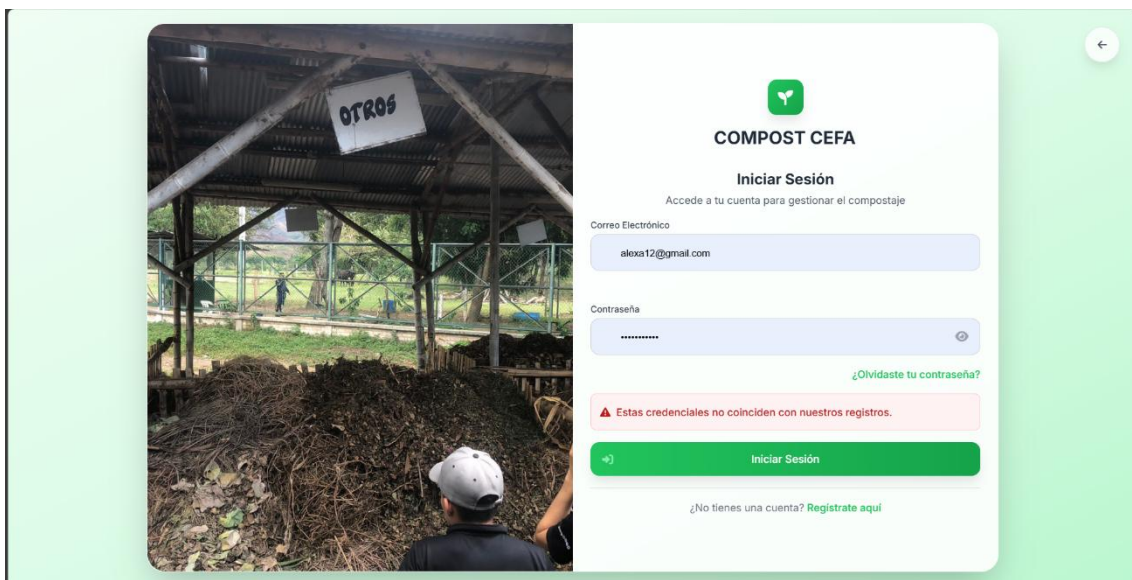 OTROS
COMPOST CEFA
Iniciar Sesión
Accede a tu cuenta para gestionar el compostaje
Correo Electrónico
alexa12@gmail.com
Contraseña
•••••••••••
¿Olvidaste tu contraseña?
Estas credenciales no coinciden con nuestros registros.
Iniciar Sesión
¿No tienes una cuenta? Regístrate aquí